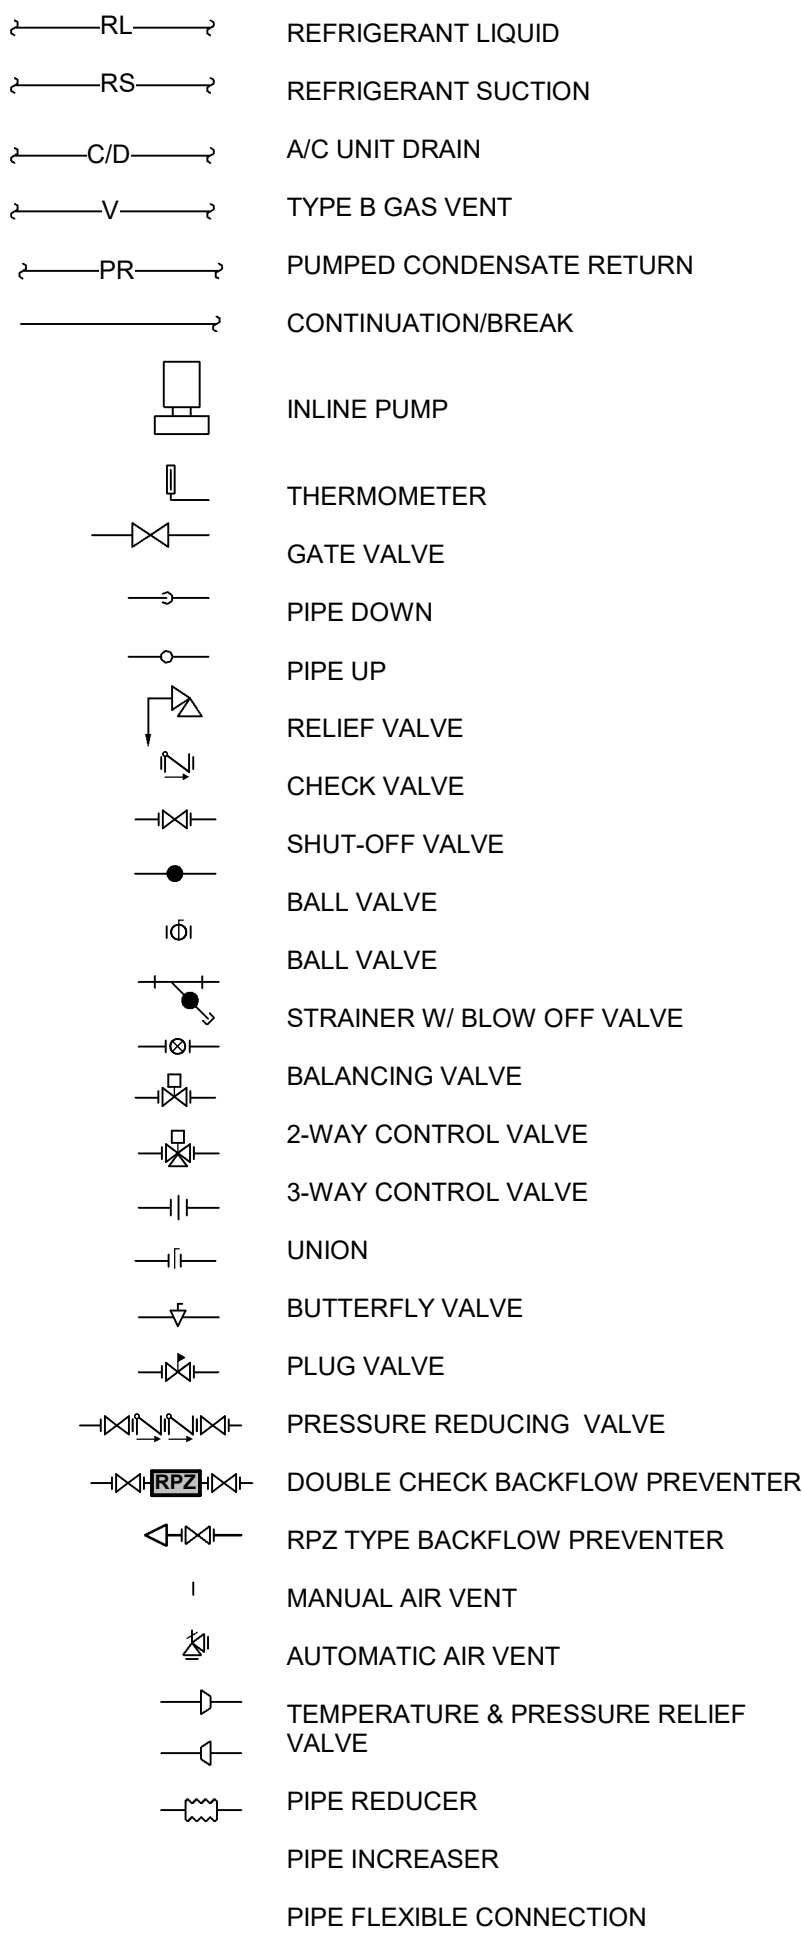 RL REFRIGERANT LIQUID
RS REFRIGERANT SUCTION
C/D A/C UNIT DRAIN
V TYPE B GAS VENT
PR PUMPED CONDENSATE RETURN
CONTINUATION/BREAK
INLINE PUMP
THERMOMETER
GATE VALVE
PIPE DOWN
PIPE UP
RELIEF VALVE
CHECK VALVE
SHUT-OFF VALVE
BALL VALVE
BALL VALVE
STRAINER W/ BLOW OFF VALVE
BALANCING VALVE
2-WAY CONTROL VALVE
3-WAY CONTROL VALVE
UNION
BUTTERFLY VALVE
PLUG VALVE
PRESSURE REDUCING VALVE
RPZ DOUBLE CHECK BACKFLOW PREVENTER
RPZ TYPE BACKFLOW PREVENTER
MANUAL AIR VENT
AUTOMATIC AIR VENT
TEMPERATURE & PRESSURE RELIEF
VALVE
PIPE REDUCER
PIPE INCREASER
PIPE FLEXIBLE CONNECTION